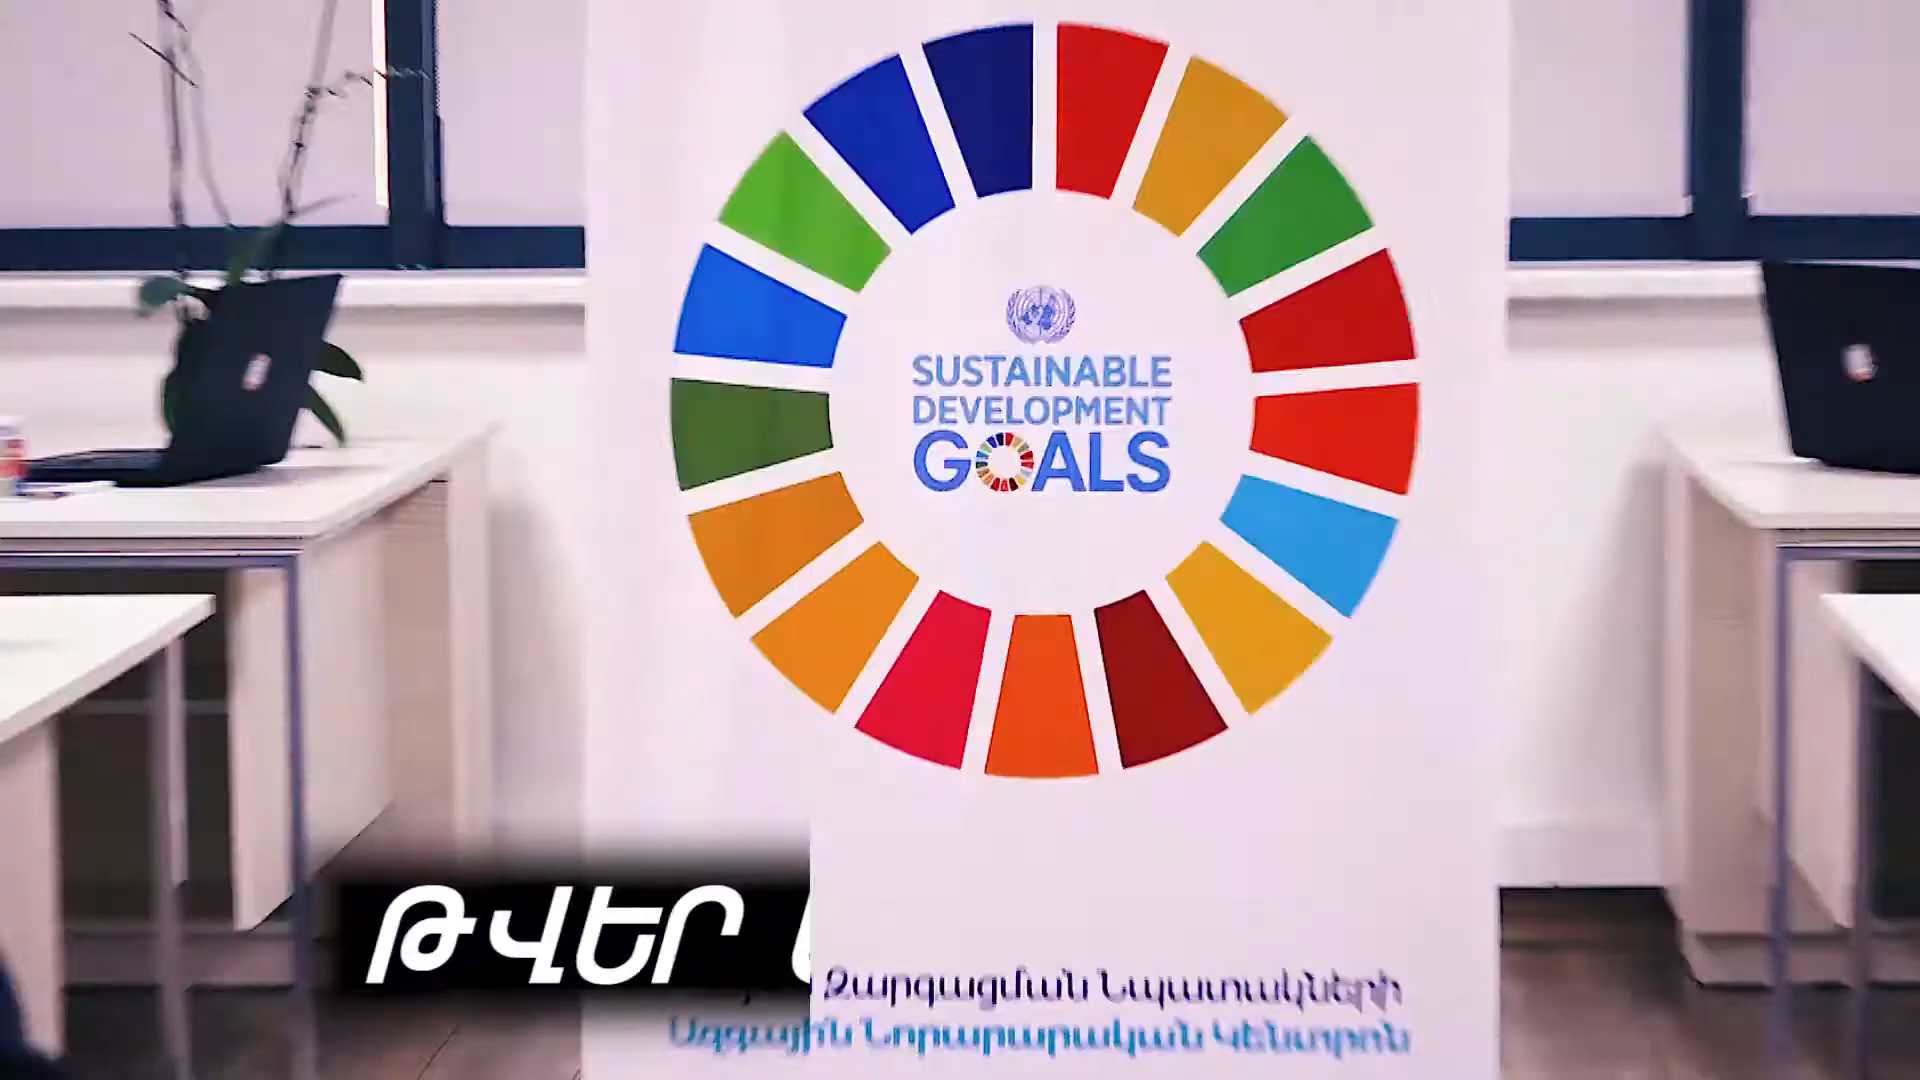 SUSTAINABLE
DEVELOPMENT
GOALS
ԹՎԵՐ
Զարգացման Նպատակների
Ազգային Նորարարական Կենտրոն